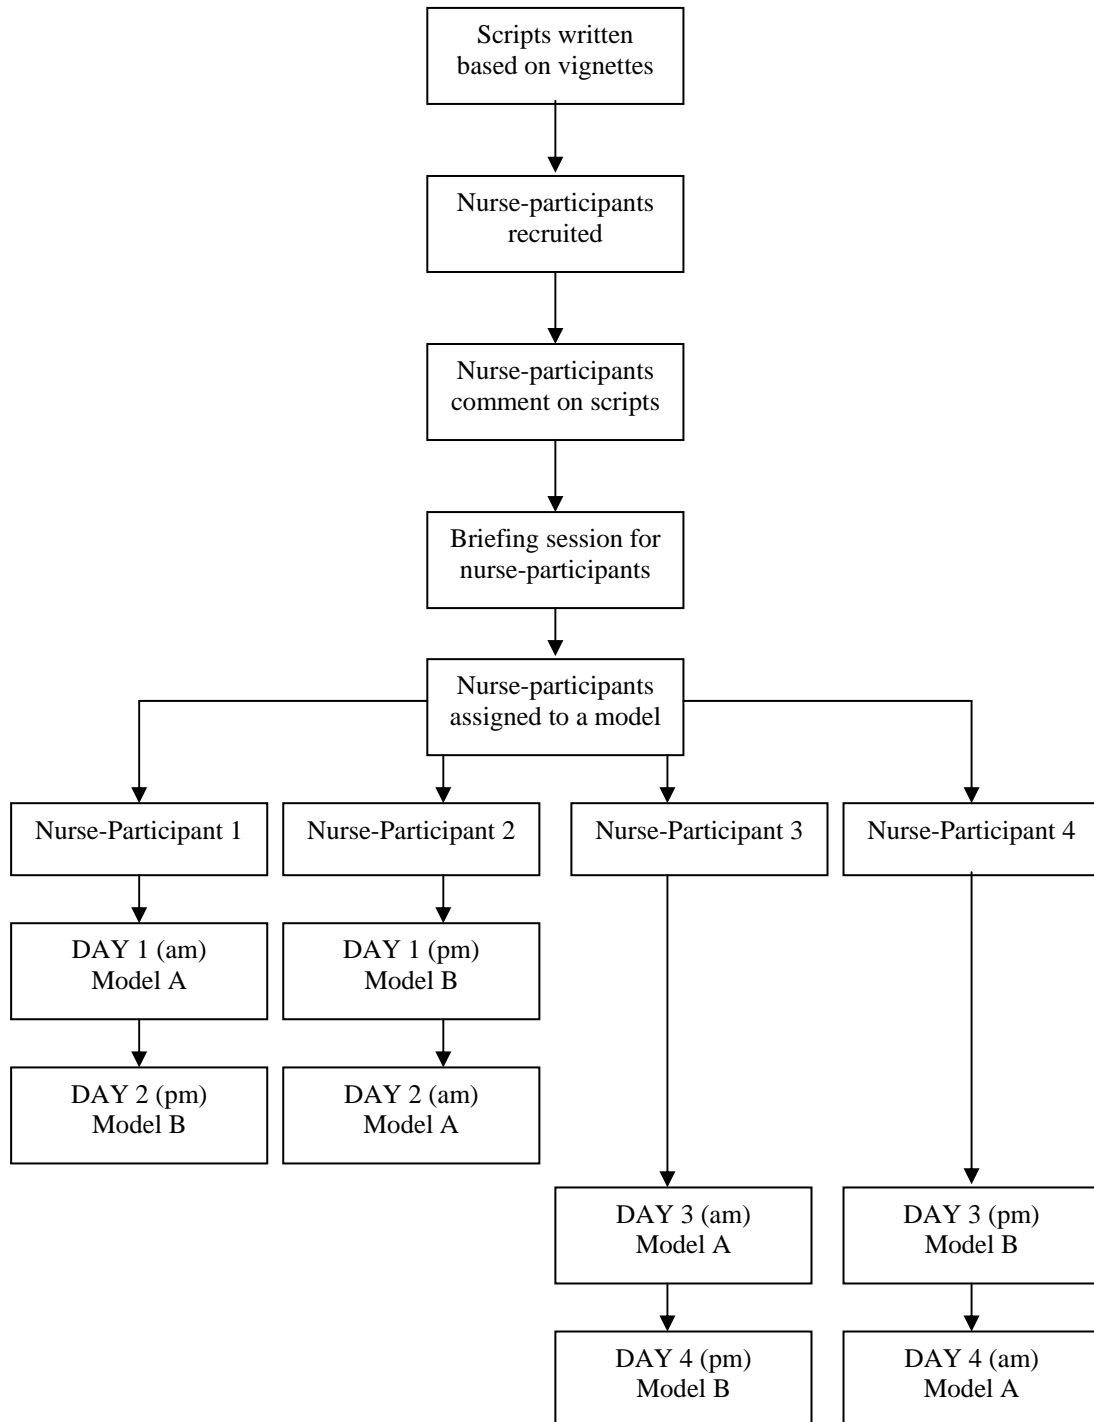 Scripts written
based on vignettes
Nurse-participants
recruited
Nurse-participants
comment on scripts
Briefing session for
nurse-participants
Nurse-participants
assigned to a model
Nurse-Participant 1
Nurse-Participant 2
Nurse-Participant 3
Nurse-Participant 4
DAY 1 (am)
Model A
DAY 1 (pm)
Model B
DAY 2 (pm)
Model B
DAY 2 (am)
Model A
DAY 3 (am)
Model A
DAY 3 (pm)
Model B
DAY 4 (pm)
Model B
DAY 4 (am)
Model A